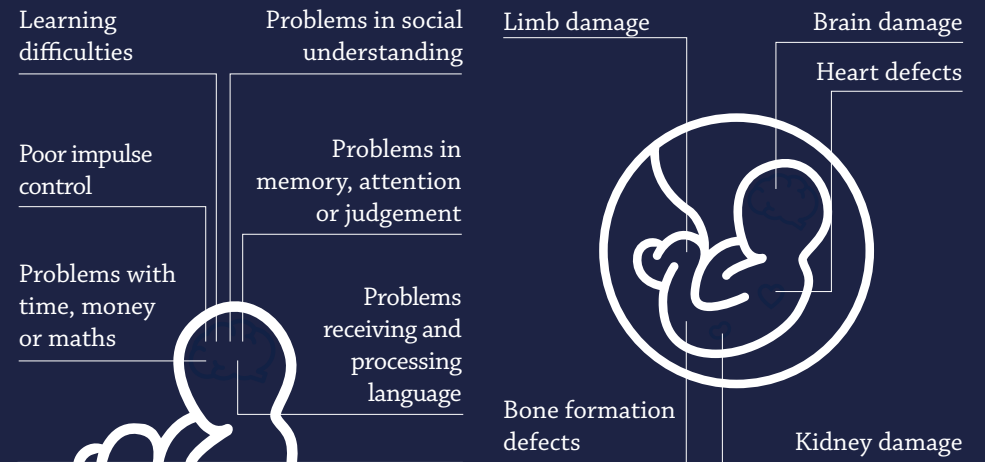 Learning
difficulties
Problems in social
understanding
Poor impulse
control
Problems in
memory, attention
or judgement
Problems with
time, money
or maths
Problems
receiving and
processing
language
Limb damage
Brain damage
Heart defects
Bone formation
defects
Kidney damage